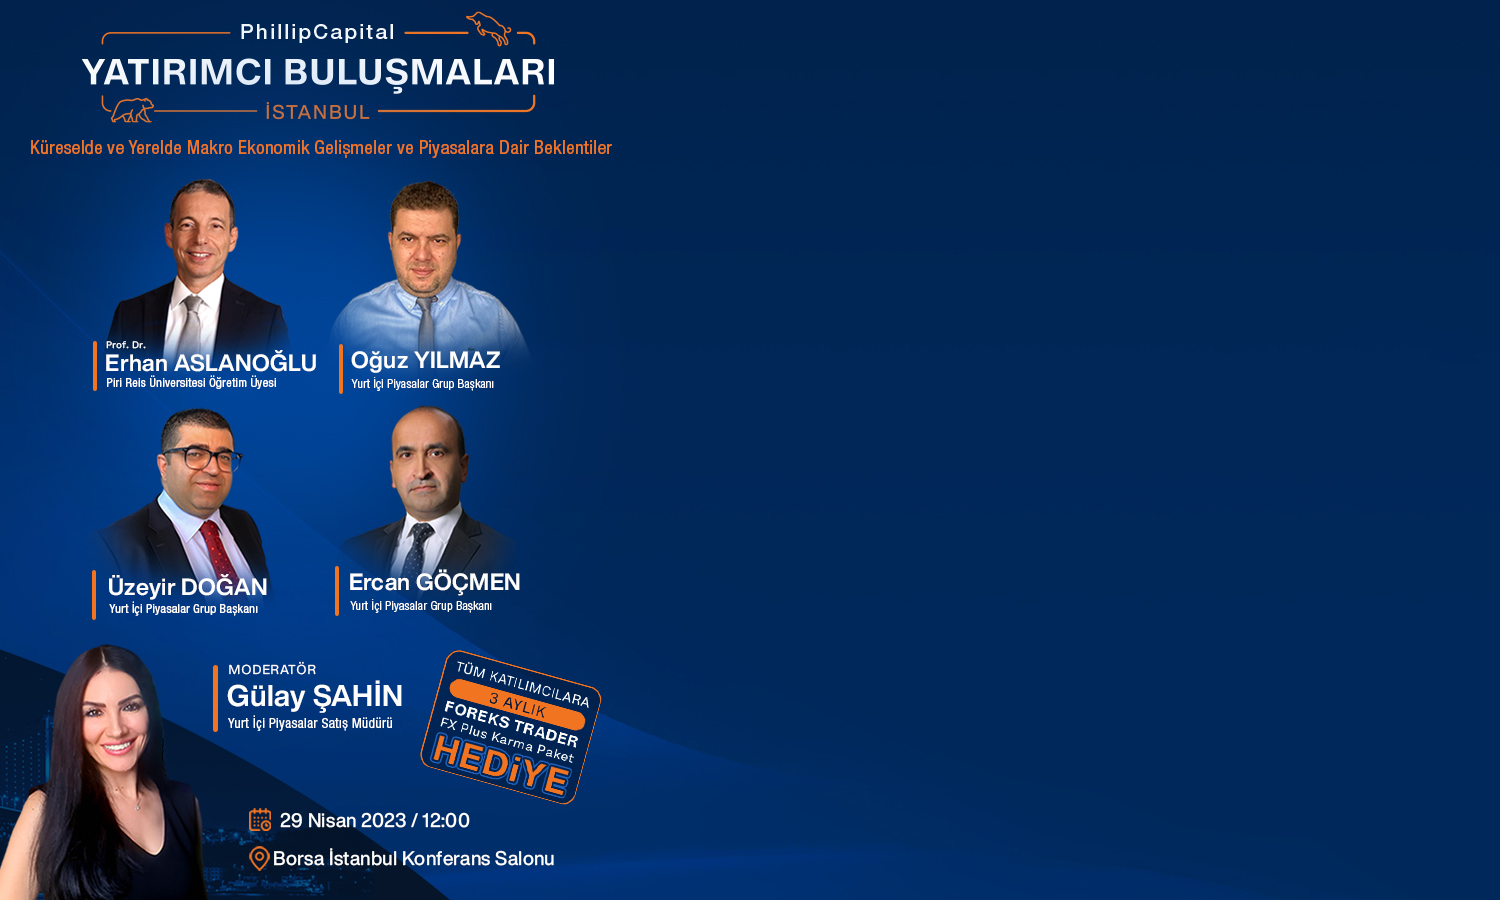 PhillipCapital
YATIRIMCI BULUŞMALARI
İSTANBUL
Küreselde ve Yerelde Makro Ekonomik Gelişmeler ve Piyasalara Dair Beklentiler
Prof. Dr.
Erhan ASLANOĞLU
Piri Reis Üniversitesi Öğretim Üyesi
Oğuz YILMAZ
Yurt İçi Piyasalar Grup Başkanı
Üzeyir DOĞAN
Yurt İçi Piyasalar Grup Başkanı
Ercan GÖÇMEN
Yurt İçi Piyasalar Grup Başkanı
MODERATÖR
Gülay ŞAHİN
Yurt İçi Piyasalar Satış Müdürü
TÜM KATILIMCILARA
3 AYLIK
FOREKS TRADER
FX Plus Karma Paket
HEDiYE
29 Nisan 2023 / 12:00
Borsa İstanbul Konferans Salonu